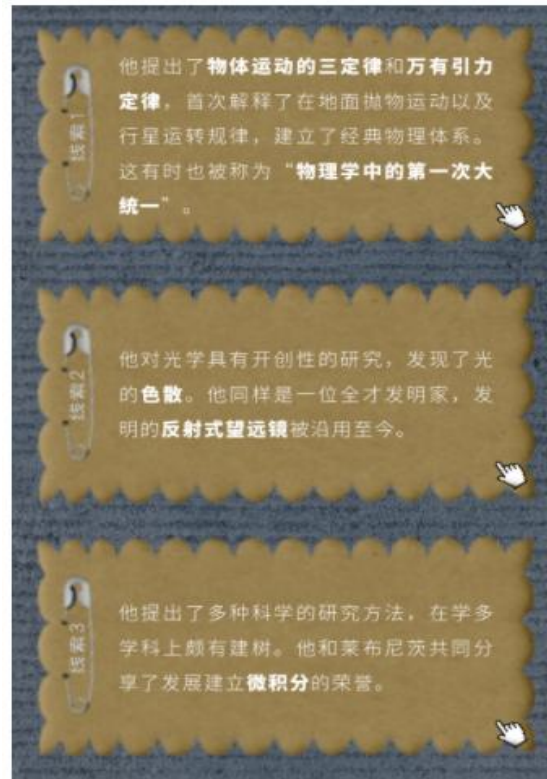 线索1
他提出了物体运动的三定律和万有引力
定律，首次解释了在地面抛物运动以及
行星运转规律，建立了经典物理体系。
这有时也被称为“物理学中的第一次大
统一”。
线索2
他对光学具有开创性的研究，发现了光
的色散。他同样是一位全才发明家，发
明的反射式望远镜被沿用至今。
线索3
他提出了多种科学的研究方法，在学多
学科上颇有建树。他和莱布尼茨共同分
享了发展建立微积分的荣誉。